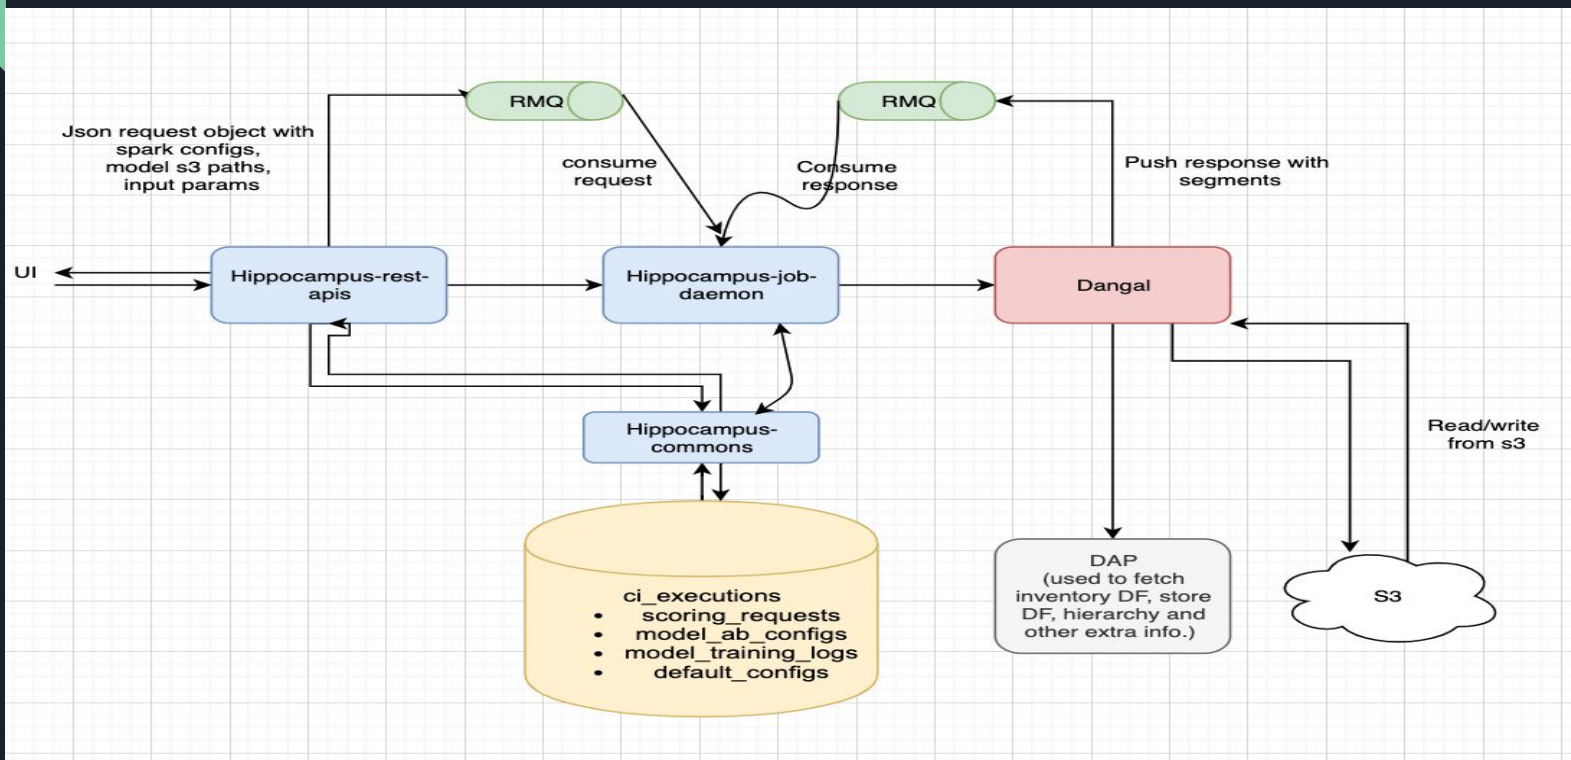 RMQ
RMQ
Json request object with
spark configs,
model s3 paths,
input params
consume
request
Consume
response
Push response with
segments
UI
Hippocampus-rest-
apis
Hippocampus-job-
daemon
Dangal
Hippocampus-
commons
Read/write
from s3
ci_executions
• scoring_requests
• model_ab_configs
• model_training_logs
• default_configs
DAP
(used to fetch
inventory DF, store
DF, hierarchy and
other extra info.)
S3